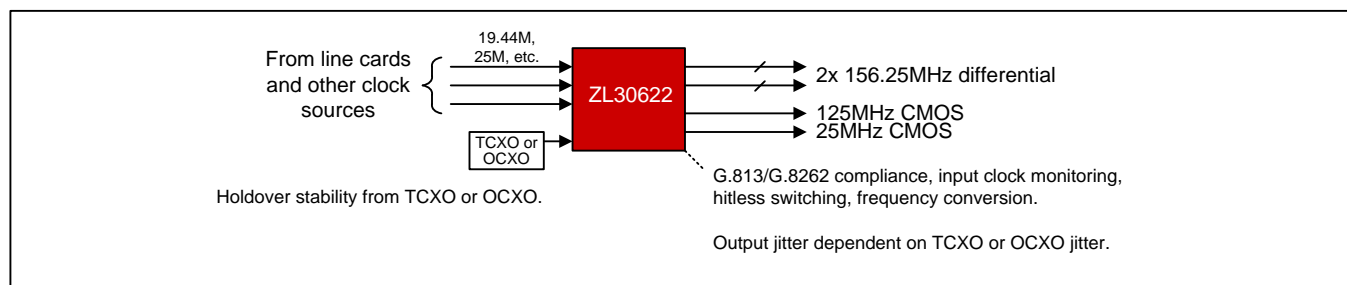 From line cards
and other clock
sources
19.44M,
25M, etc.
TCXO or
OCXO
ZL30622
2x 156.25MHz differential
125MHz CMOS
25MHz CMOS
Holdover stability from TCXO or OCXO.
G.813/G.8262 compliance, input clock monitoring,
hitless switching, frequency conversion.
Output jitter dependent on TCXO or OCXO jitter.